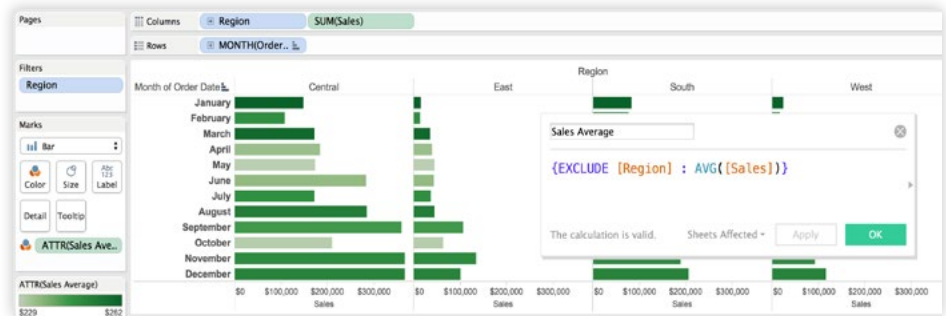 Pages
Columns
Region
SUM(Sales)
Rows
MONTH(Order..
Filters
Region
Marks
Bar
Color
Size
Abc
123
Label
Detail
Tooltip
ATTR(Sales Ave..
ATTR(Sales Average)
$229
$262
Region
Month of Order Date
Central
East
South
West
January
February
March
April
May
June
July
August
September
October
November
December
$0 $100,000 $200,000 $300,000
Sales
$0 $100,000 $200,000 $300,000
Sales
$0 $100,000 $200,000 $300,000
Sales
$0 $100,000 $200,000 $300,000
Sales
Sales Average
{EXCLUDE [Region] : AVG([Sales])}
The calculation is valid.
Sheets Affected
Apply
OK